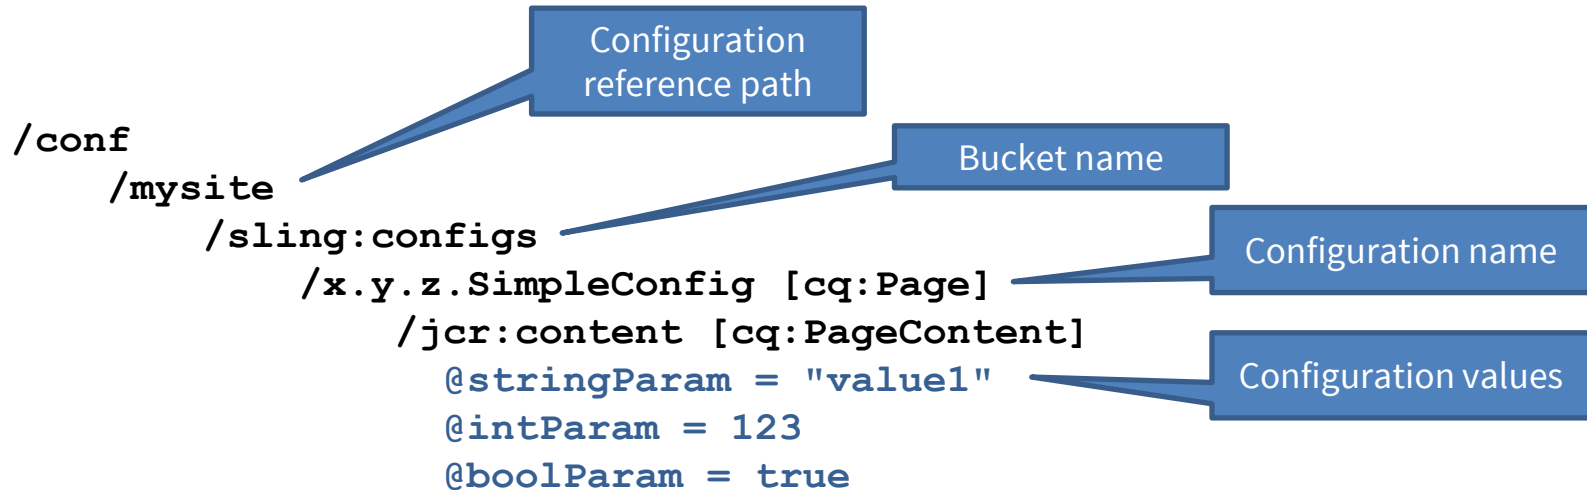 Configuration
reference path
/conf
Bucket name
/mysite
/sling:configs
Configuration name
/x.y.z.SimpleConfig [cq:Page]
/jcr:content [cq:PageContent]
@stringParam = "value1"
Configuration values
@intParam = 123
@boolParam = true